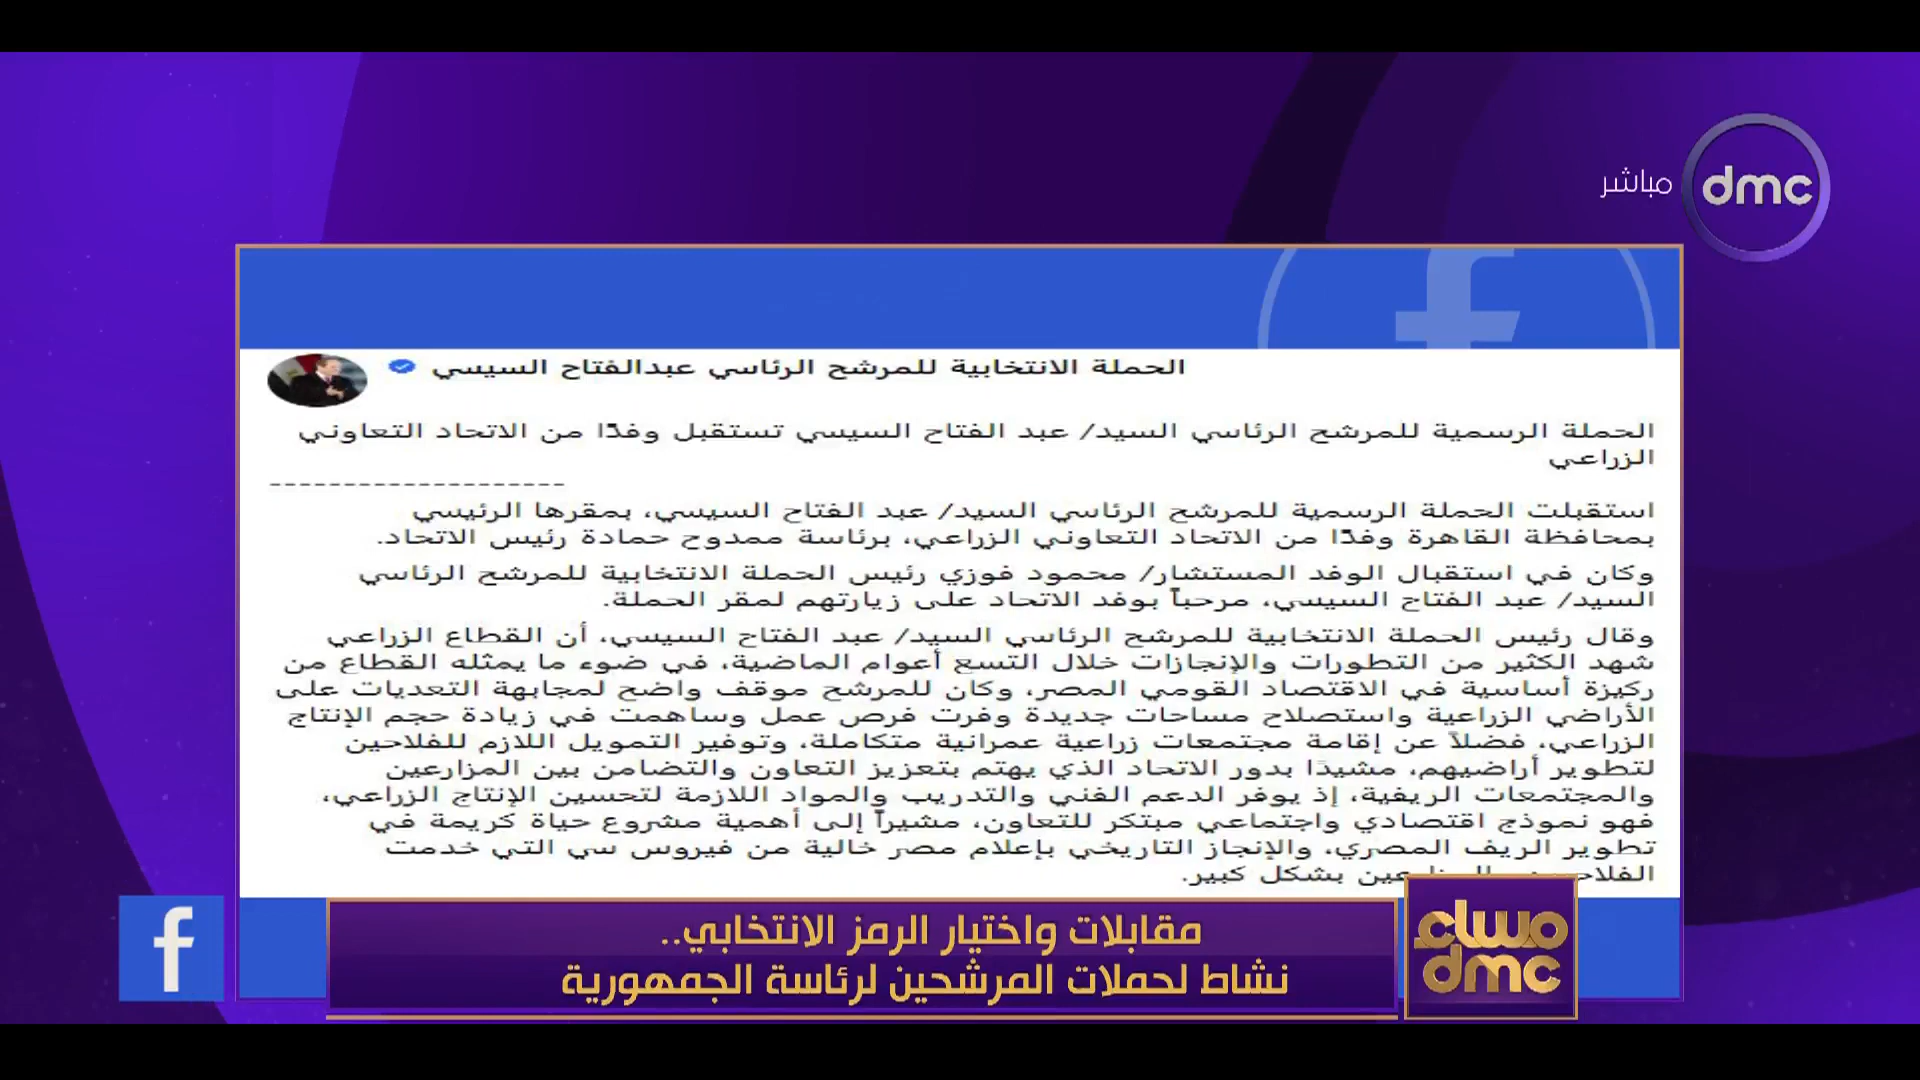 مباشر
dmc
الحملة الانتخابية للمرشح الرئاسي عبدالفتاح السيسي
الحملة الرسمية للمرشح الرئاسي السيد/ عبد الفتاح السيسي تستقبل وفدًا من الاتحاد التعاوني
الزراعي
--------------------
استقبلت الحملة الرسمية للمرشح الرئاسي السيد/ عبد الفتاح السيسي، بمقرها الرئيسي
بمحافظة القاهرة وفدًا من الاتحاد التعاوني الزراعي، برئاسة ممدوح حمادة رئيس الاتحاد.
وكان في استقبال الوفد المستشار/ محمود فوزي رئيس الحملة الانتخابية للمرشح الرئاسي
السيد/ عبد الفتاح السيسي، مرحباً بوفد الاتحاد على زيارتهم لمقر الحملة.
وقال رئيس الحملة الانتخابية للمرشح الرئاسي السيد/ عبد الفتاح السيسي، أن القطاع الزراعي
شهد الكثير من التطورات والإنجازات خلال التسع أعوام الماضية، في ضوء ما يمثله القطاع من
ركيزة أساسية في الاقتصاد القومي المصر، وكان للمرشح موقف واضح لمجابهة التعديات على
الأراضي الزراعية واستصلاح مساحات جديدة وفرت فرص عمل وساهمت في زيادة حجم الإنتاج
الزراعي، فضلاً عن إقامة مجتمعات زراعية عمرانية متكاملة، وتوفير التمويل اللازم للفلاحين
لتطوير أراضيهم، مشيدًا بدور الاتحاد الذي يهتم بتعزيز التعاون والتضامن بين المزارعين
والمجتمعات الريفية، إذ يوفر الدعم الفني والتدريب والمواد اللازمة لتحسين الإنتاج الزراعي،
فهو نموذج اقتصادي واجتماعي مبتكر للتعاون، مشيراً إلى أهمية مشروع حياة كريمة في
تطوير الريف المصري، والإنجاز التاريخي بإعلام مصر خالية من فيروس سي التي خدمت
بشكل كبير.
مقابلات واختيار الرمز الانتخابي..
نشاط لحملات المرشحين لرئاسة الجمهورية
مساء
dmc